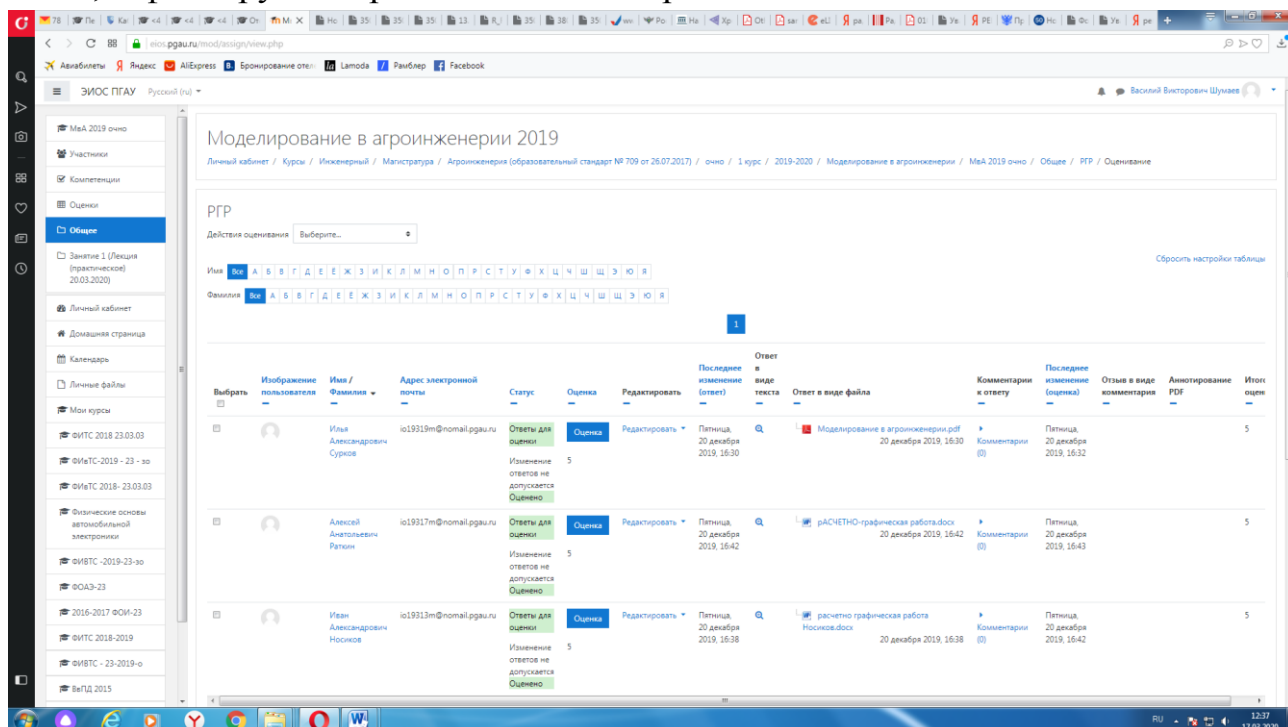 eios.pgau.ru/mod/assign/view.php
Авиабилеты Яндекс AliExpress Бронирование отел Lamoda Рамблер Facebook
ЭИОС ПГАУ Русский (ru)
Василий Викторович Шумаев
МвА 2019 очно
Участники
Компетенции
Оценки
Общее
Занятие 1 (Лекция
(практическое)
20.03.2020)
Личный кабинет
Домашняя страница
Календарь
Личные файлы
Мои курсы
ФИТС 2018 23.03.03
ФИвТС-2019 - 23 - зо
ФИвТС 2018- 23.03.03
Физические основы
автомобильной
электроники
ФИВТС -2019-23-зо
ФОАЭ-23
2016-2017 ФОИ-23
ФИТС 2018-2019
ФИВТС - 23-2019-о
ВвПД 2015
Моделирование в агроинженерии 2019
Личный кабинет / Курсы / Инженерный / Магистратура / Агроинженерия (образовательный стандарт № 709 от 26.07.2017) / очно / 1 курс / 2019-2020 / Моделирование в агроинженерии / МвА 2019 очно / Общее / РГР / Оценивание
РГР
Действия оценивания Выберите...
Сбросить настройки таблицы
Имя Все А Б В Г Д Е Ё Ж З И К Л М Н О П Р С Т У Ф Х Ц Ч Ш Щ Э Ю Я
Фамилия Все А Б В Г Д Е Ё Ж З И К Л М Н О П Р С Т У Ф Х Ц Ч Ш Щ Э Ю Я
1
Выбрать
Изображение
пользователя
Имя /
Фамилия
Адрес электронной
почты
Статус
Оценка
Редактировать
Последнее
изменение
(ответ)
Ответ
в
виде
текста
Ответ в виде файла
Комментарии
к ответу
Последнее
изменение
(оценка)
Отзыв в виде
комментария
Аннотирование
PDF
Итого
оцен
Илья
Александрович
Сурков
io19319m@nomail.pgau.ru
Ответы для
оценки
Изменение
ответов не
допускается
Оценено
Оценка
5
Редактировать
Пятница,
20 декабря
2019, 16:30
Моделирование в агроинженерии.pdf
20 декабря 2019, 16:30
Комментарии
(0)
Пятница,
20 декабря
2019, 16:32
5
Алексей
Анатольевич
Раткин
io19317m@nomail.pgau.ru
Ответы для
оценки
Изменение
ответов не
допускается
Оценено
Оценка
5
Редактировать
Пятница,
20 декабря
2019, 16:42
рАСЧЕТНО-графическая работа.docx
20 декабря 2019, 16:42
Комментарии
(0)
Пятница,
20 декабря
2019, 16:43
5
Иван
Александрович
Носиков
io19313m@nomail.pgau.ru
Ответы для
оценки
Изменение
ответов не
допускается
Оценено
Оценка
5
Редактировать
Пятница,
20 декабря
2019, 16:38
расчетно графическая работа
Носиков.docx
20 декабря 2019, 16:38
Комментарии
(0)
Пятница,
20 декабря
2019, 16:42
5
RU
12:37